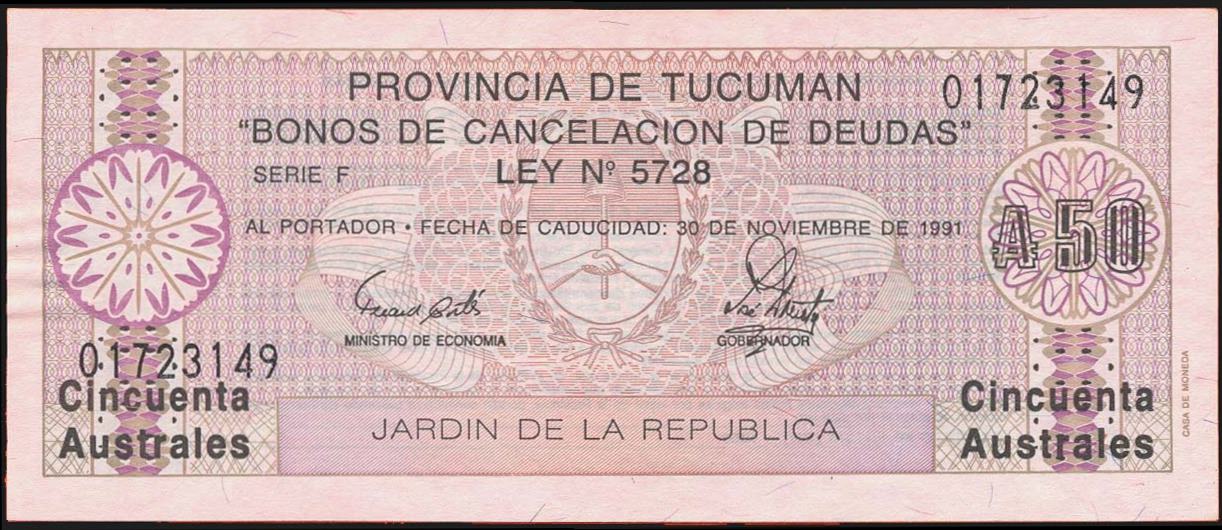 PROVINCIA DE TUCUMAN
01723149
"BONOS DE CANCELACION DE DEUDAS"
SERIE F
LEY Nº 5728
AL PORTADOR • FECHA DE CADUCIDAD: 30 DE NOVIEMBRE DE 1991
₳ 50
MINISTRO DE ECONOMIA
GOBERNADOR
01723149
Cincuenta
Australes
JARDIN DE LA REPUBLICA
Cincuenta
Australes
CASA DE MONEDA